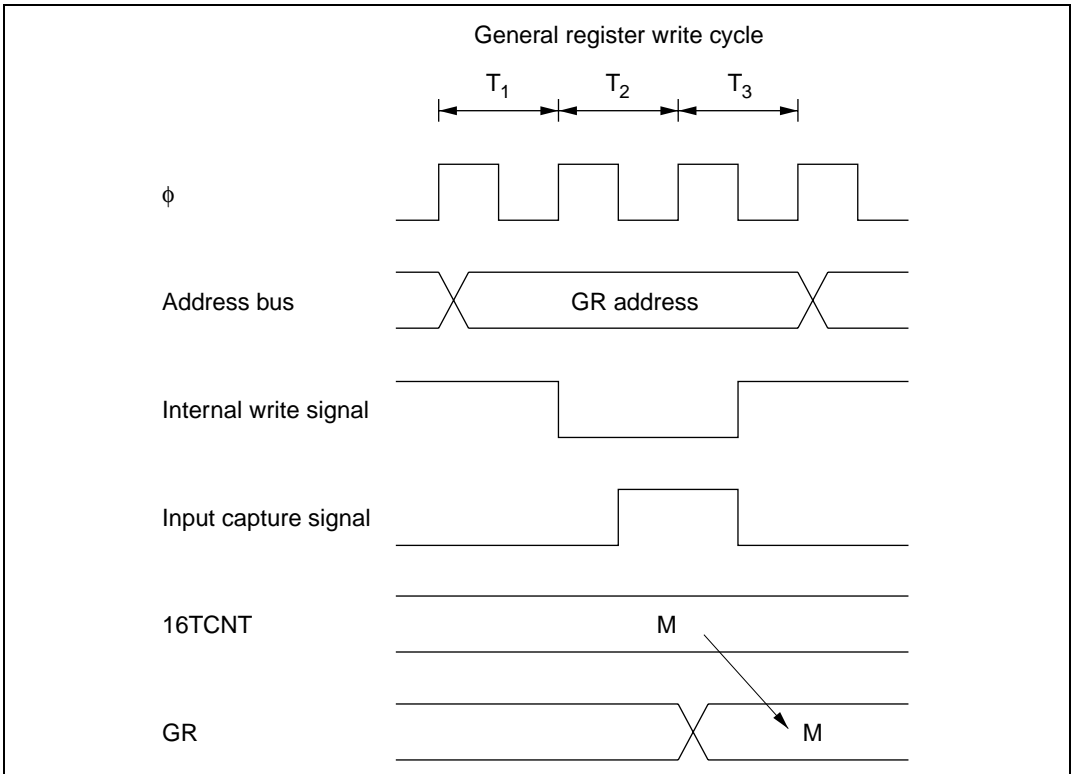 General register write cycle
T1 T2 T3
φ
Address bus GR address
Internal write signal
Input capture signal
16TCNT M
GR M